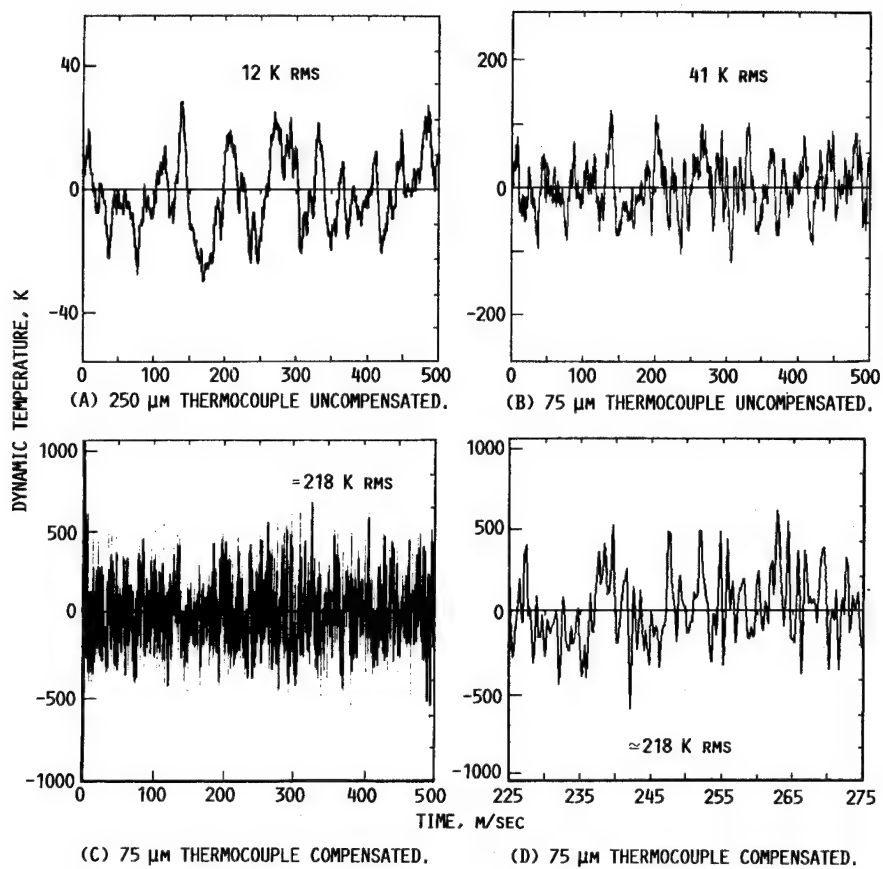 40
0
-40
12 K RMS
0 100 200 300 400 500
(A) 250 µM THERMOCOUPLE UNCOMPENSATED.
200
0
-200
41 K RMS
0 100 200 300 400 500
(B) 75 µM THERMOCOUPLE UNCOMPENSATED.
DYNAMIC TEMPERATURE, K
1000
500
0
-500
-1000
=218 K RMS
0 100 200 300 400 500
1000
500
0
-500
-1000
≃218 K RMS
225 235 245 255 265 275
TIME, M/SEC
(C) 75 µM THERMOCOUPLE COMPENSATED.
(D) 75 µM THERMOCOUPLE COMPENSATED.